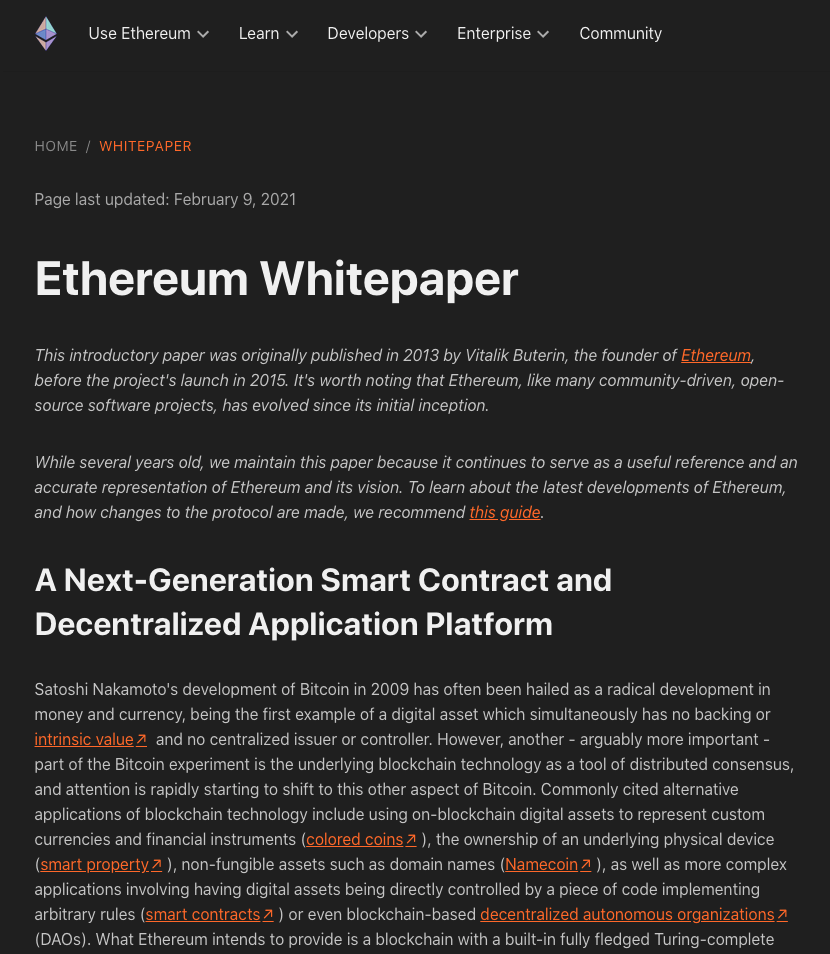 Use Ethereum Learn Developers Enterprise Community
HOME / WHITEPAPER
Page last updated: February 9, 2021
Ethereum Whitepaper
This introductory paper was originally published in 2013 by Vitalik Buterin, the founder of Ethereum,
before the project's launch in 2015. It's worth noting that Ethereum, like many community-driven, open-
source software projects, has evolved since its initial inception.
While several years old, we maintain this paper because it continues to serve as a useful reference and an
accurate representation of Ethereum and its vision. To learn about the latest developments of Ethereum,
and how changes to the protocol are made, we recommend this guide.
A Next-Generation Smart Contract and
Decentralized Application Platform
Satoshi Nakamoto's development of Bitcoin in 2009 has often been hailed as a radical development in
money and currency, being the first example of a digital asset which simultaneously has no backing or
intrinsic value↗ and no centralized issuer or controller. However, another - arguably more important -
part of the Bitcoin experiment is the underlying blockchain technology as a tool of distributed consensus,
and attention is rapidly starting to shift to this other aspect of Bitcoin. Commonly cited alternative
applications of blockchain technology include using on-blockchain digital assets to represent custom
currencies and financial instruments (colored coins↗ ), the ownership of an underlying physical device
(smart property↗ ), non-fungible assets such as domain names (Namecoin↗ ), as well as more complex
applications involving having digital assets being directly controlled by a piece of code implementing
arbitrary rules (smart contracts↗ ) or even blockchain-based decentralized autonomous organizations↗
(DAOs). What Ethereum intends to provide is a blockchain with a built-in fully fledged Turing-complete